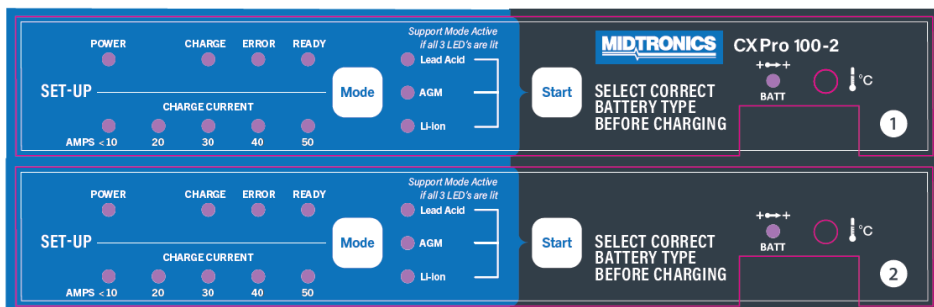 Support Mode Active
if all 3 LED's are lit
POWER CHARGE ERROR READY
Lead Acid
MIDTRONICS CXPro 100-2
SET-UP
Mode
AGM
Start
SELECT CORRECT
BATTERY TYPE
BEFORE CHARGING
+ +
BATT
°C
CHARGE CURRENT
Li-Ion
AMPS <10 20 30 40 50
1
Support Mode Active
if all 3 LED's are lit
POWER CHARGE ERROR READY
Lead Acid
SET-UP
Mode
AGM
Start
SELECT CORRECT
BATTERY TYPE
BEFORE CHARGING
+ +
BATT
°C
CHARGE CURRENT
Li-Ion
AMPS <10 20 30 40 50
2